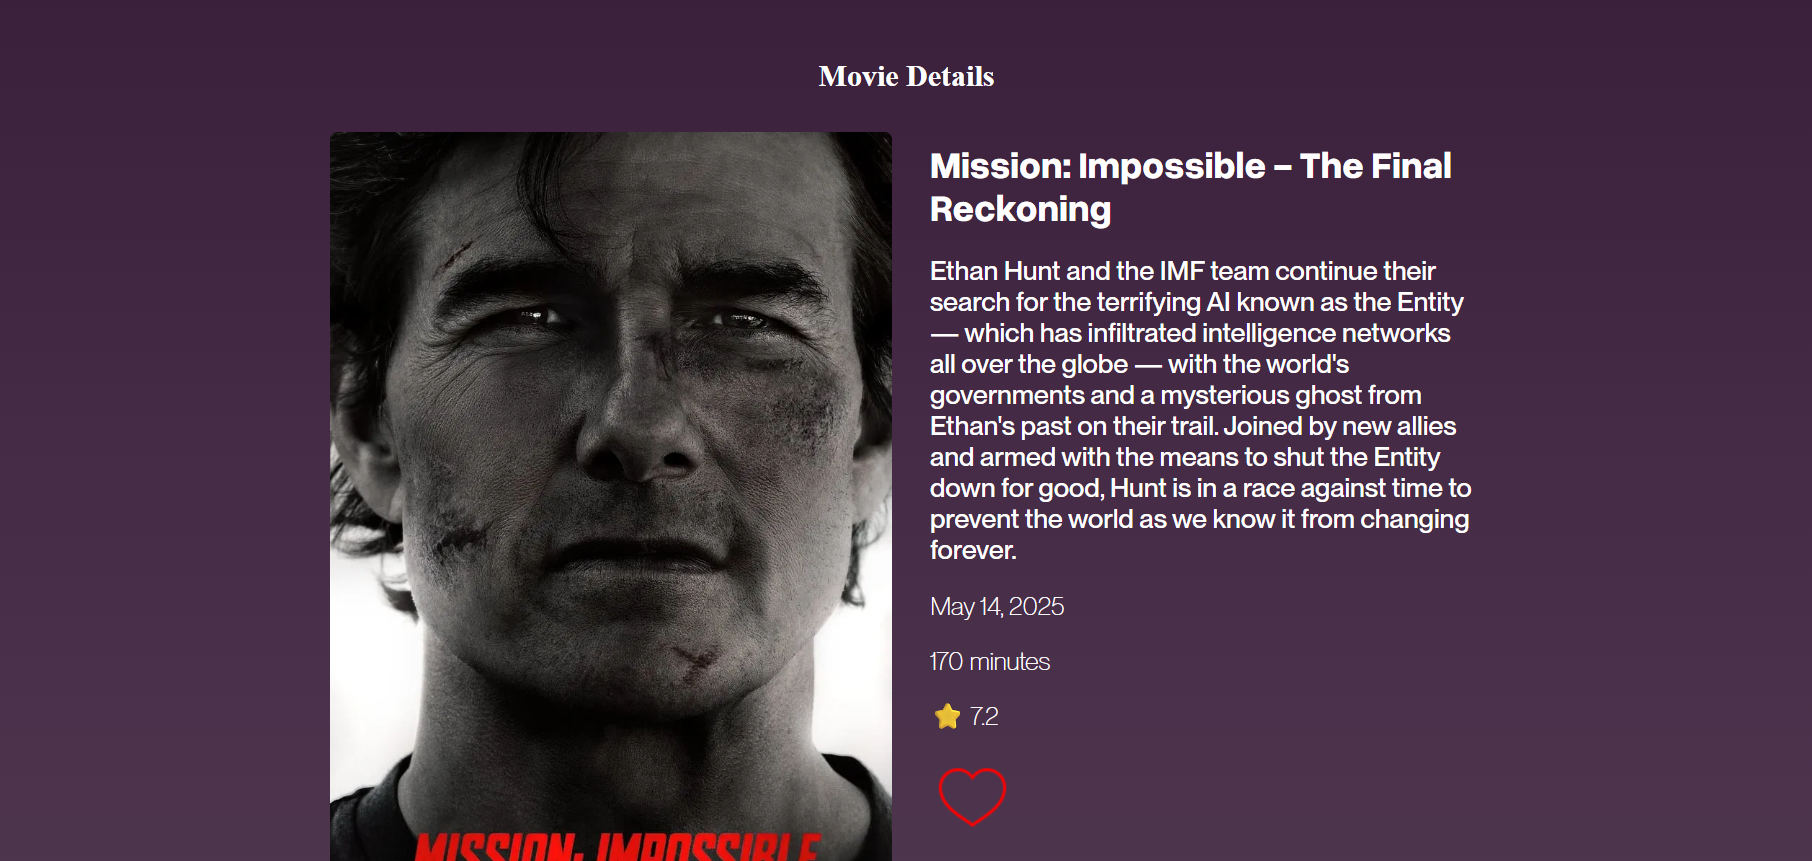 Movie Details
Mission: Impossible – The Final
Reckoning
Ethan Hunt and the IMF team continue their
search for the terrifying AI known as the Entity
— which has infiltrated intelligence networks
all over the globe — with the world's
governments and a mysterious ghost from
Ethan's past on their trail. Joined by new allies
and armed with the means to shut the Entity
down for good, Hunt is in a race against time to
prevent the world as we know it from changing
forever.
May 14, 2025
170 minutes
⭐ 7.2
MISSION: IMPOSSIBLE